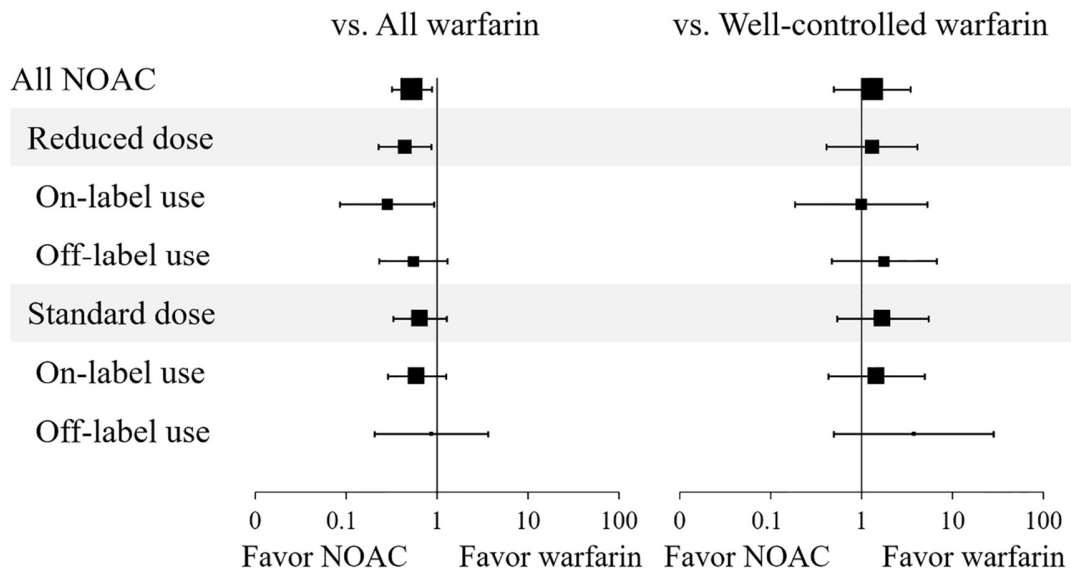 vs. All warfarin vs. Well-controlled warfarin
All NOAC
Reduced dose
On-label use
Off-label use
Standard dose
On-label use
Off-label use
0 0.1 1 10 100 0 0.1 1 10 100
Favor NOAC Favor warfarin Favor NOAC Favor warfarin